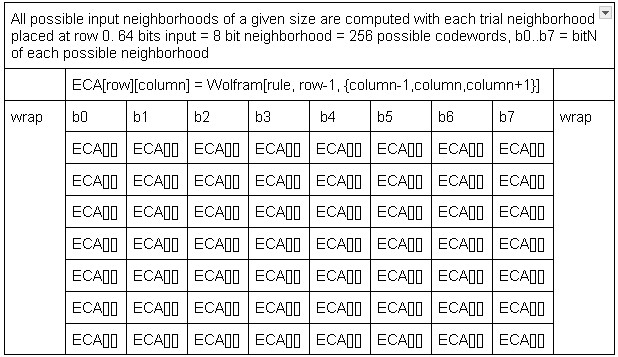 All possible input neighborhoods of a given size are computed with each trial neighborhood
placed at row 0. 64 bits input = 8 bit neighborhood = 256 possible codewords, b0..b7 = bitN
of each possible neighborhood
ECA[row][column] = Wolfram[rule, row-1, {column-1,column,column+1}]
wrap b0 b1 b2 b3 b4 b5 b6 b7 wrap
ECA[][] ECA[][] ECA[][] ECA[][] ECA[][] ECA[][] ECA[][] ECA[][]
ECA[][] ECA[][] ECA[][] ECA[][] ECA[][] ECA[][] ECA[][] ECA[][]
ECA[][] ECA[][] ECA[][] ECA[][] ECA[][] ECA[][] ECA[][] ECA[][]
ECA[][] ECA[][] ECA[][] ECA[][] ECA[][] ECA[][] ECA[][] ECA[][]
ECA[][] ECA[][] ECA[][] ECA[][] ECA[][] ECA[][] ECA[][] ECA[][]
ECA[][] ECA[][] ECA[][] ECA[][] ECA[][] ECA[][] ECA[][] ECA[][]
ECA[][] ECA[][] ECA[][] ECA[][] ECA[][] ECA[][] ECA[][] ECA[][]